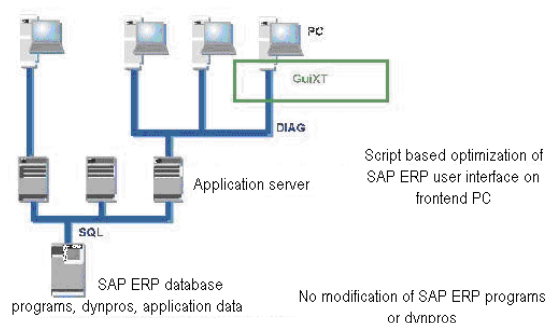 PC
GuiXT
DIAG
Script based optimization of
SAP ERP user interface on
frontend PC
Application server
SQL
SAP ERP database
programs, dynpros, application data
No modification of SAP ERP programs
or dynpros